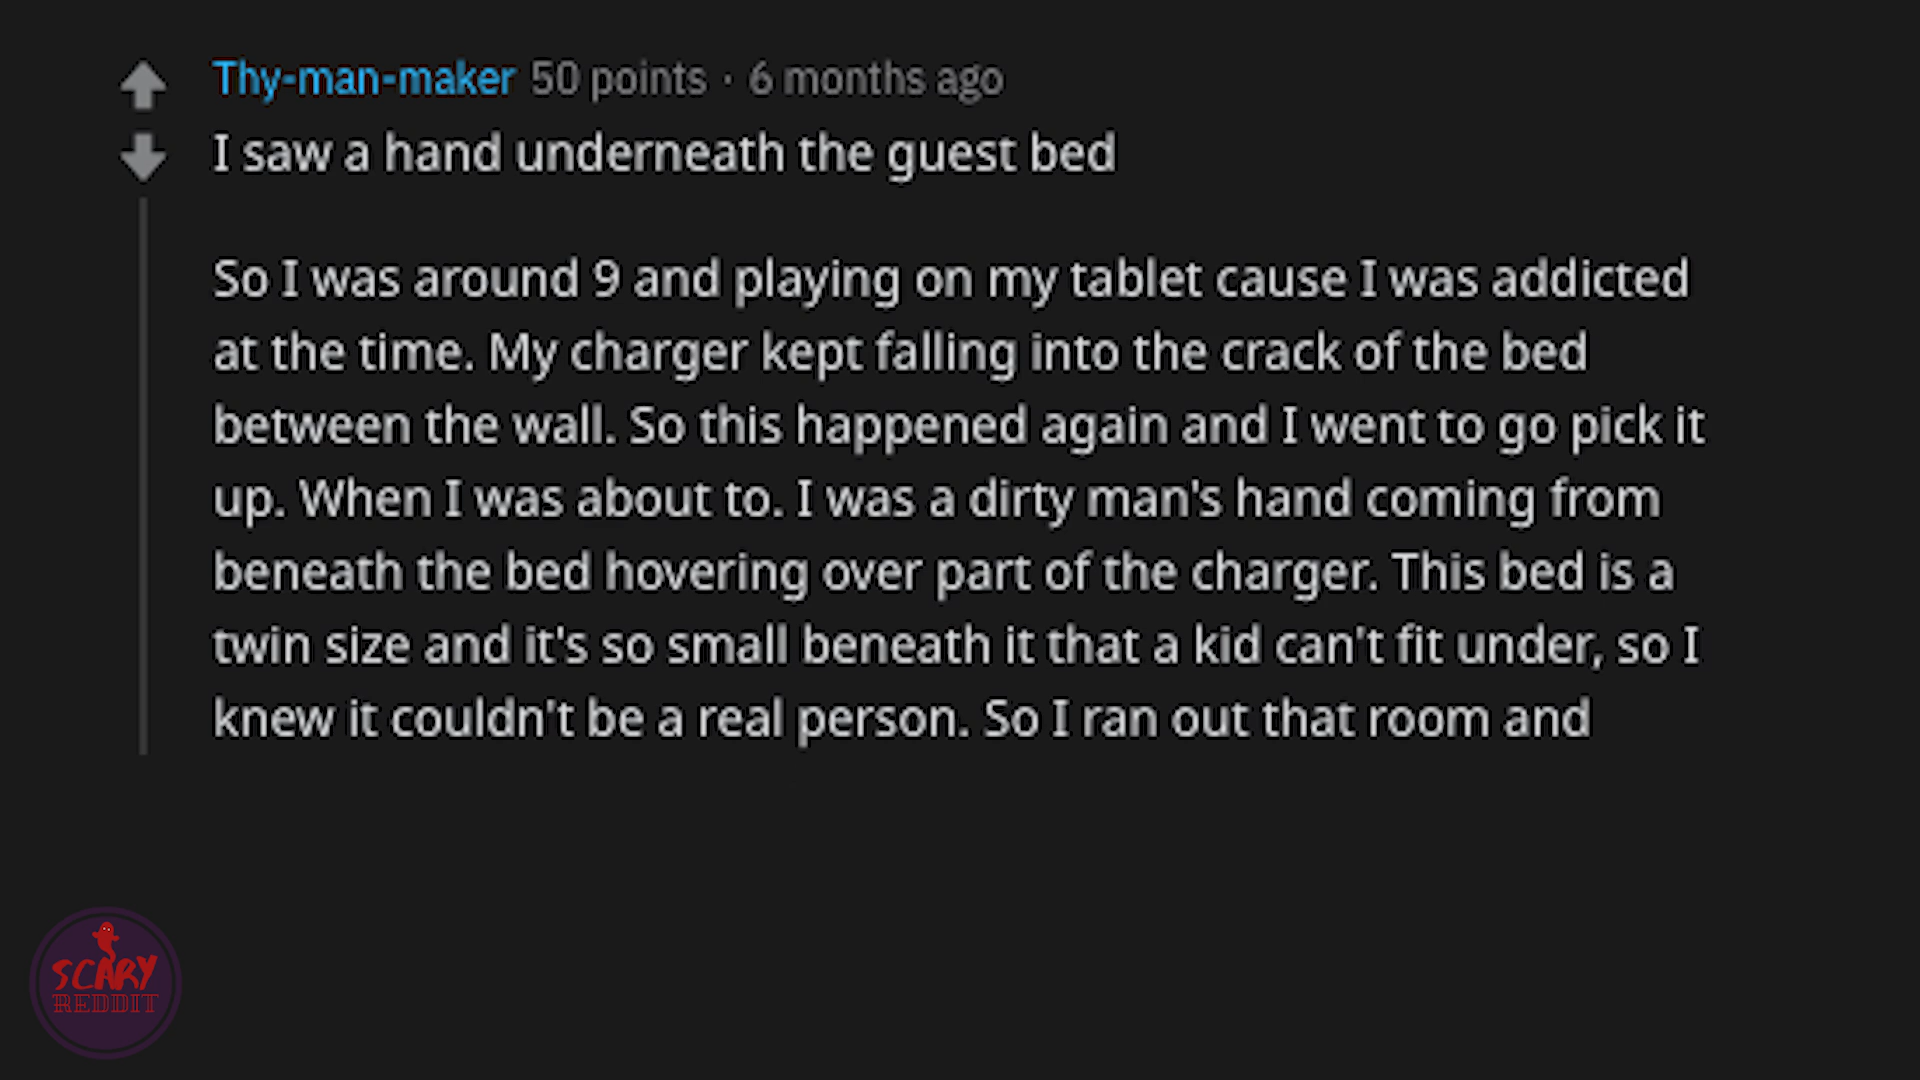 Thy-man-maker 50 points · 6 months ago
I saw a hand underneath the guest bed
So I was around 9 and playing on my tablet cause I was addicted
at the time. My charger kept falling into the crack of the bed
between the wall. So this happened again and I went to go pick it
up. When I was about to. I was a dirty man's hand coming from
beneath the bed hovering over part of the charger. This bed is a
twin size and it's so small beneath it that a kid can't fit under, so I
knew it couldn't be a real person. So I ran out that room and
SCARY
REDDIT